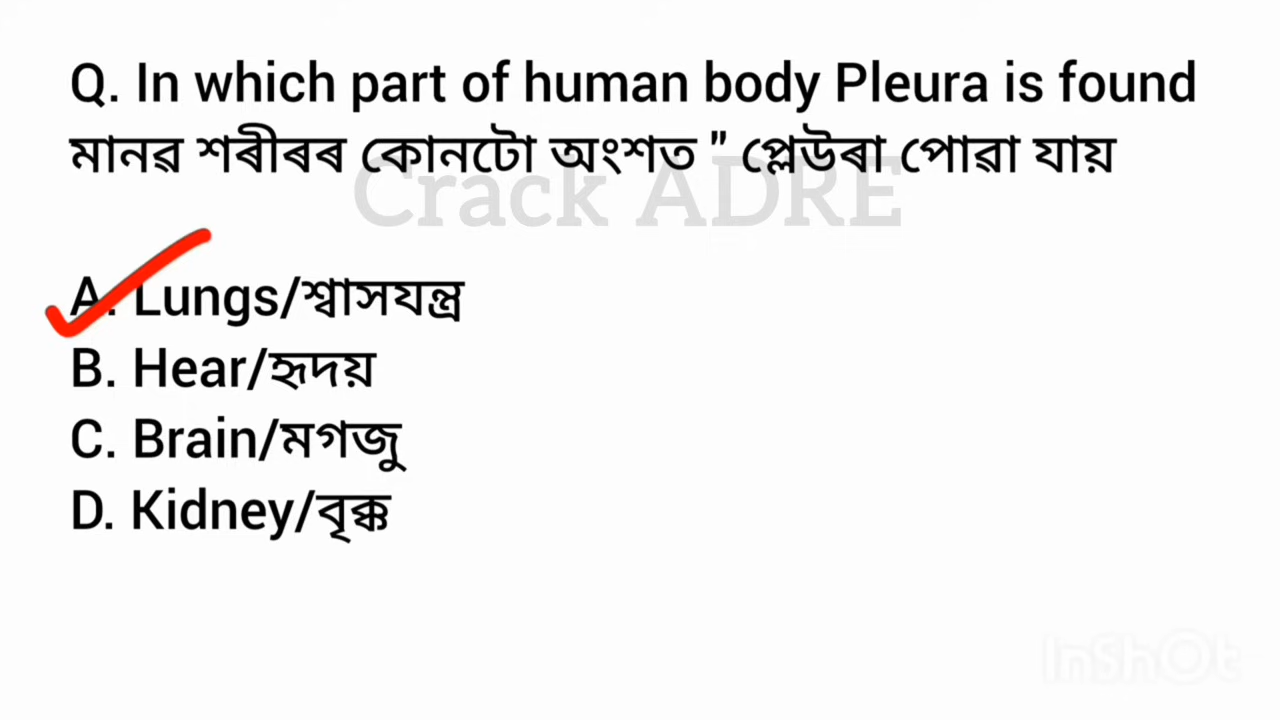 Q. In which part of human body Pleura is found
মানৱ শৰীৰৰ কোনটো অংশত " প্লেউৰা পোৱা যায়
Crack ADRE
A. Lungs/শ্বাসযন্ত্ৰ
B. Hear/হৃদয়
C. Brain/মগজু
D. Kidney/বৃক্ক
InShOt